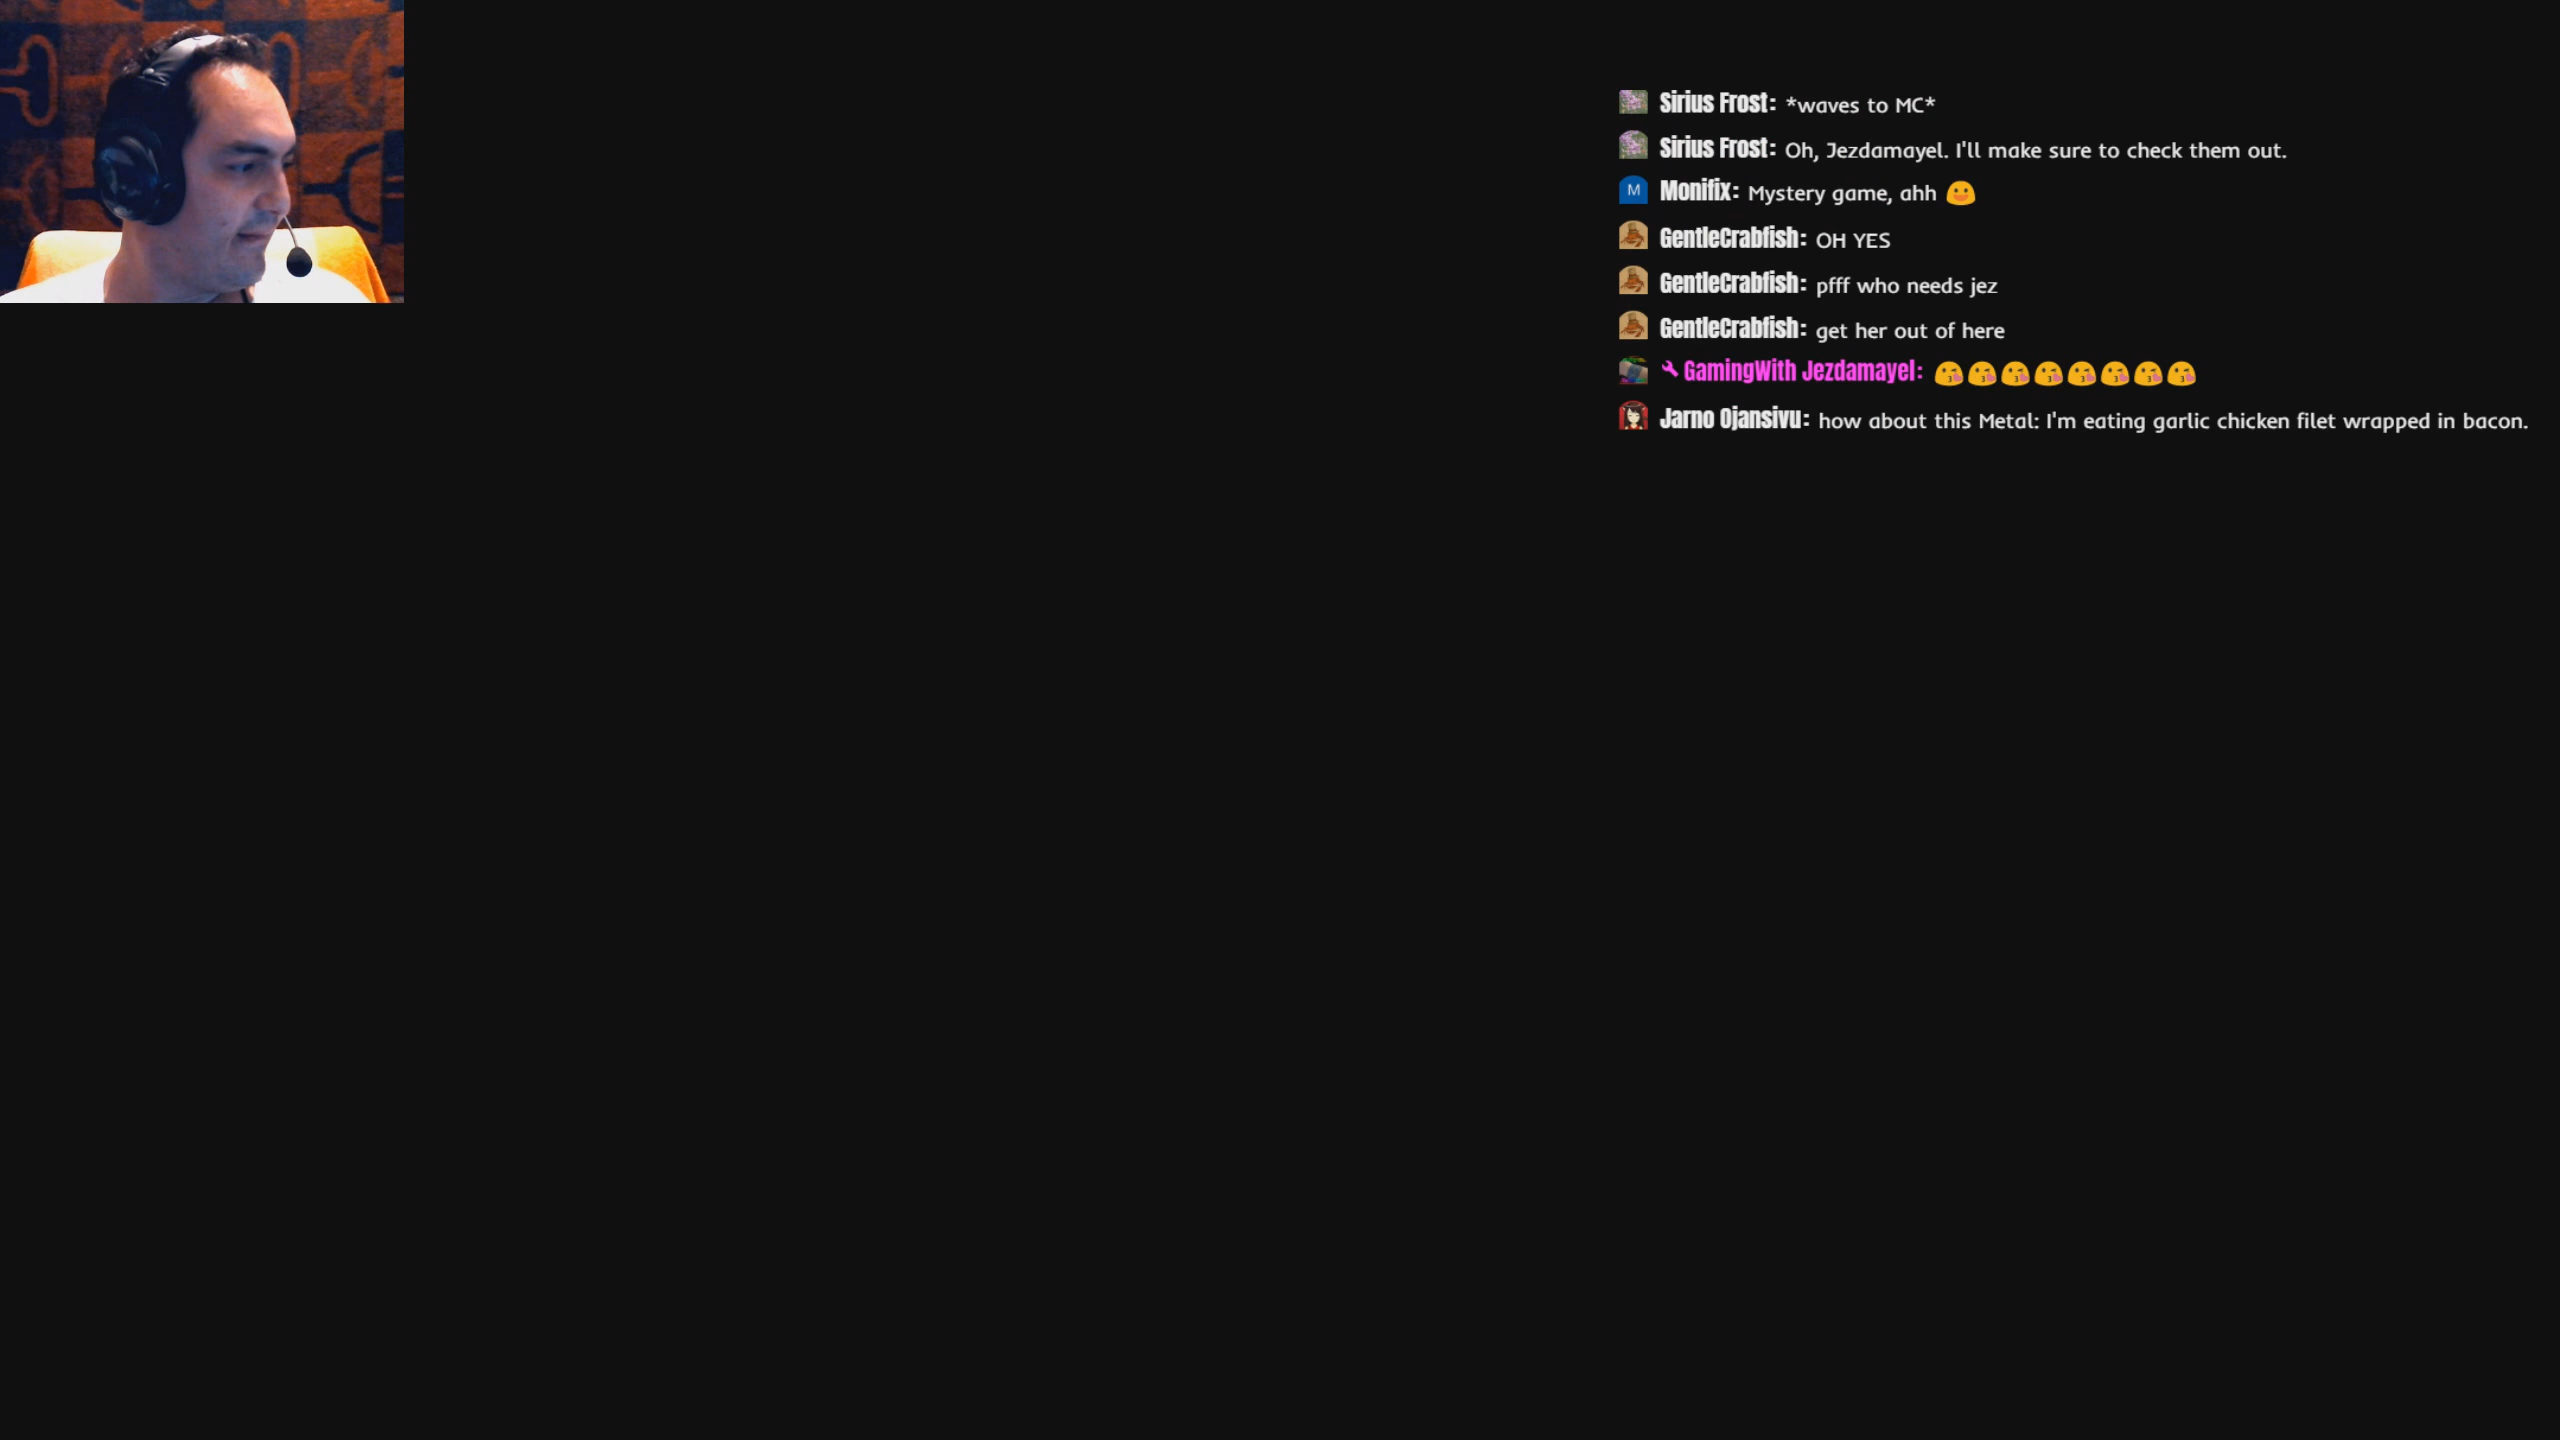 Sirius Frost: *waves to MC*
Sirius Frost: Oh, Jezdamayel. I'll make sure to check them out.
M Monifix: Mystery game, ahh 😀
GentleCrabfish: OH YES
GentleCrabfish: pfff who needs jez
GentleCrabfish: get her out of here
GamingWith Jezdamayel: 😘😘😘😘😘😘😘😘
Jarno Ojansivu: how about this Metal: I'm eating garlic chicken filet wrapped in bacon.